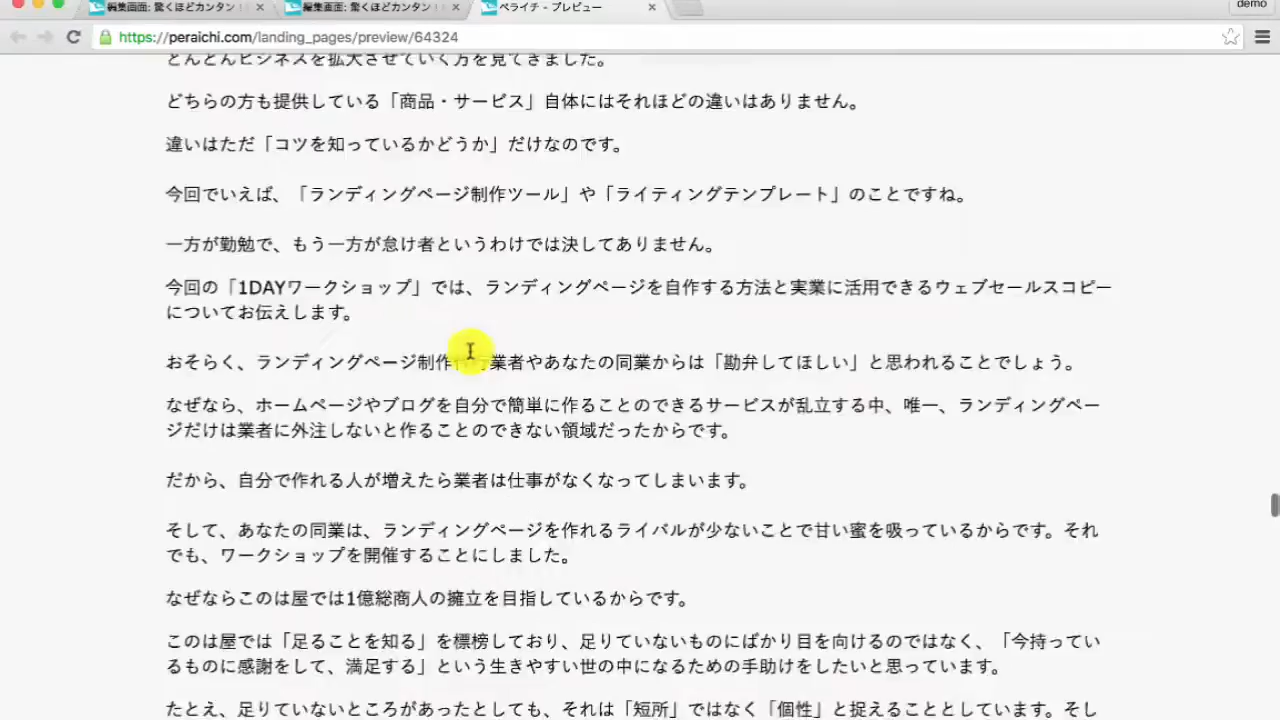 編集画面: 驚くほどカンタン！
編集画面: 驚くほどカンタン！
ペライチ - プレビュー
demo
https://peraichi.com/landing_pages/preview/64324
どんどんビジネスを拡大させていく方を見てきました。
どちらの方も提供している「商品・サービス」自体にはそれほどの違いはありません。
違いはただ「コツを知っているかどうか」だけなのです。
今回でいえば、「ランディングページ制作ツール」や「ライティングテンプレート」のことですね。
一方が勤勉で、もう一方が怠け者というわけでは決してありません。
今回の「1DAYワークショップ」では、ランディングページを自作する方法と実業に活用できるウェブセールスコピー
についてお伝えします。
おそらく、ランディングページ制作代行業者やあなたの同業からは「勘弁してほしい」と思われることでしょう。
なぜなら、ホームページやブログを自分で簡単に作ることのできるサービスが乱立する中、唯一、ランディングペー
ジだけは業者に外注しないと作ることのできない領域だったからです。
だから、自分で作れる人が増えたら業者は仕事がなくなってしまいます。
そして、あなたの同業は、ランディングページを作れるライバルが少ないことで甘い蜜を吸っているからです。それ
でも、ワークショップを開催することにしました。
なぜならこのは屋では1億総商人の擁立を目指しているからです。
このは屋では「足ることを知る」を標榜しており、足りていないものにばかり目を向けるのではなく、「今持ってい
るものに感謝をして、満足する」という生きやすい世の中になるための手助けをしたいと思っています。
たとえ、足りていないところがあったとしても、それは「短所」ではなく「個性」と捉えることとしています。そし